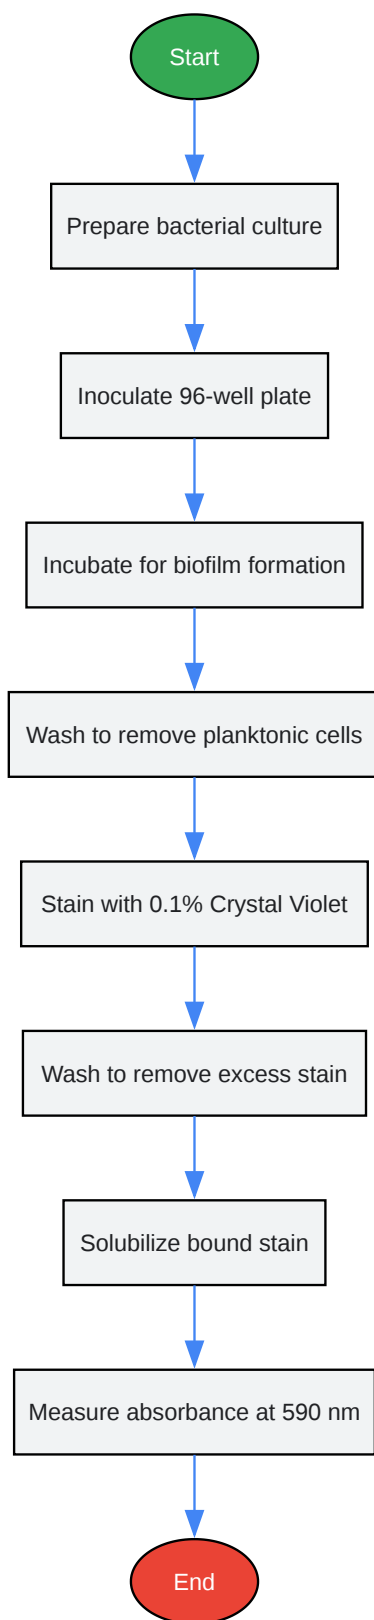 Start
Prepare bacterial culture
Inoculate 96-well plate
Incubate for biofilm formation
Wash to remove planktonic cells
Stain with 0.1% Crystal Violet
Wash to remove excess stain
Solubilize bound stain
Measure absorbance at 590 nm
End